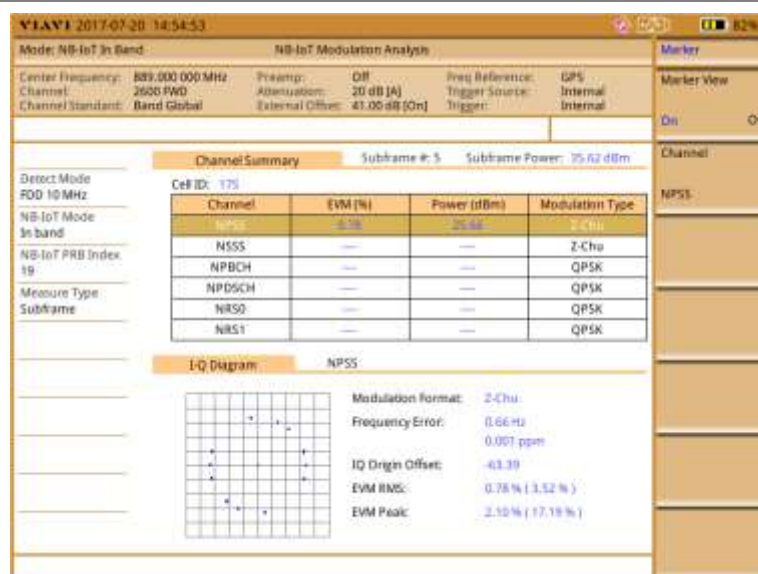 VIAVI 2017-07-20 14:54:53 82%
Mode: NB-IoT In Band NB-IoT Modulation Analysis Marker
Center Frequency: 889.000 000 MHz Preamp: Off Freq Reference: GPS
Channel: 2600 FWD Attenuation: 20 dB [A] Trigger Source: Internal
Channel Standard: Band Global External Offset: 41.00 dB [On] Trigger: Internal
Marker View
On O
Channel Summary Subframe #: 5 Subframe Power: 35.62 dBm
Channel
NPSS
Detect Mode
FDD 10 MHz
NB-IoT Mode
In band
NB-IoT PRB Index
19
Measure Type
Subframe
Cell ID: 175
Channel EVM (%) Power (dBm) Modulation Type
NPSS 0.78 25.66 Z-Chu
NSSS ---- ---- Z-Chu
NPBCH ---- ---- QPSK
NPDSCH ---- ---- QPSK
NRS0 ---- ---- QPSK
NRS1 ---- ---- QPSK
I-Q Diagram NPSS
Modulation Format: Z-Chu
Frequency Error: 0.66 Hz
0.001 ppm
IQ Origin Offset: -63.39
EVM RMS: 0.78 % ( 3.52 % )
EVM Peak: 2.10 % ( 17.19 % )